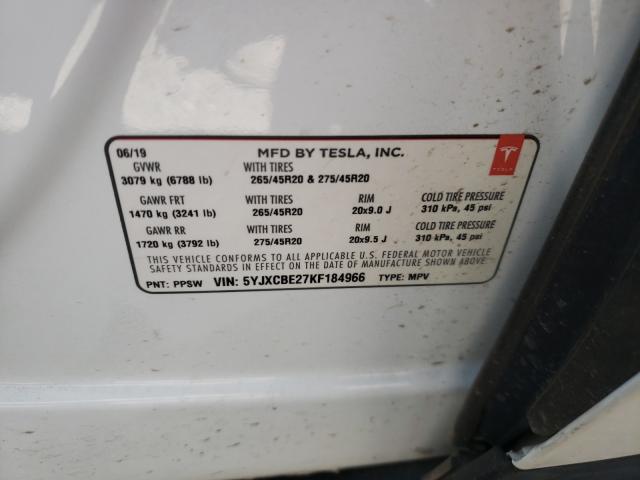 06/19 MFD BY TESLA, INC.
GVWR WITH TIRES
3079 kg (6788 lb) 265/45R20 & 275/45R20
TESLA
GAWR FRT WITH TIRES RIM COLD TIRE PRESSURE
1470 kg (3241 lb) 265/45R20 20x9.0 J 310 kPa, 45 psi
GAWR RR WITH TIRES RIM COLD TIRE PRESSURE
1720 kg (3792 lb) 275/45R20 20x9.5 J 310 kPa, 45 psi
THIS VEHICLE CONFORMS TO ALL APPLICABLE U.S. FEDERAL MOTOR VEHICLE
SAFETY STANDARDS IN EFFECT ON THE DATE OF MANUFACTURE SHOWN ABOVE.
PNT: PPSW VIN: 5YJXCBE27KF184966 TYPE: MPV